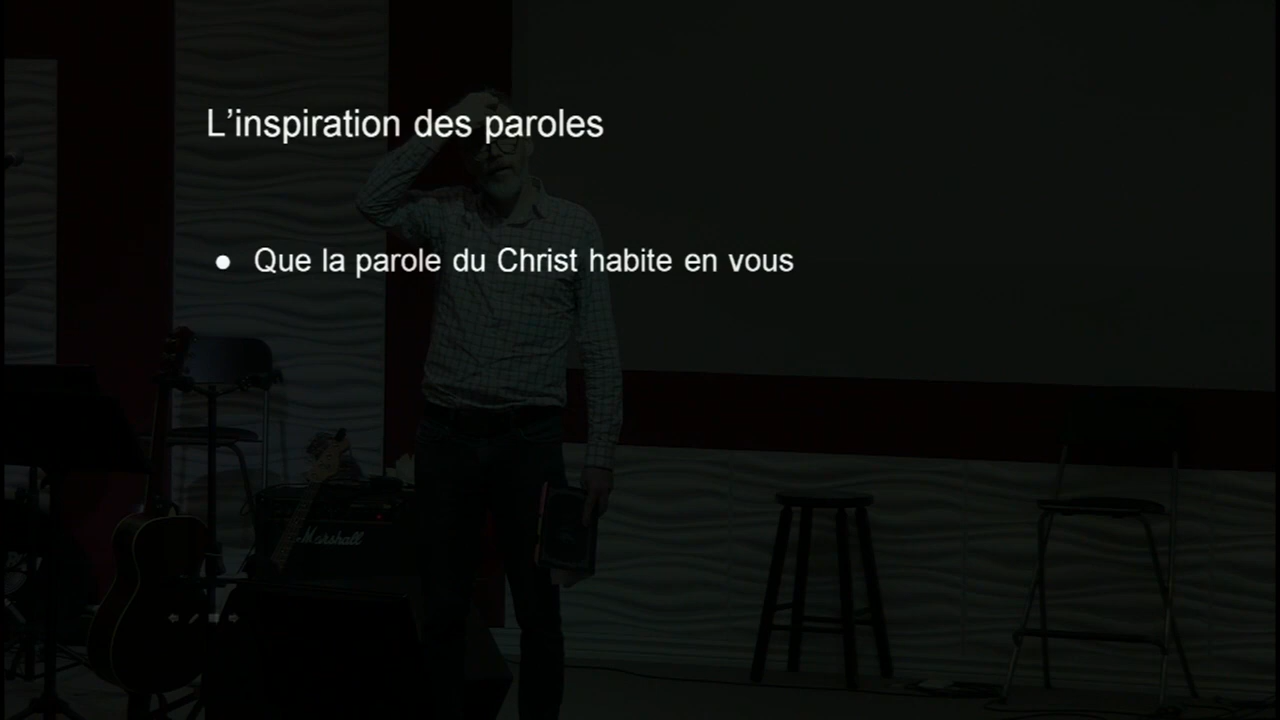 L’inspiration des paroles
● Que la parole du Christ habite en vous
Marshall